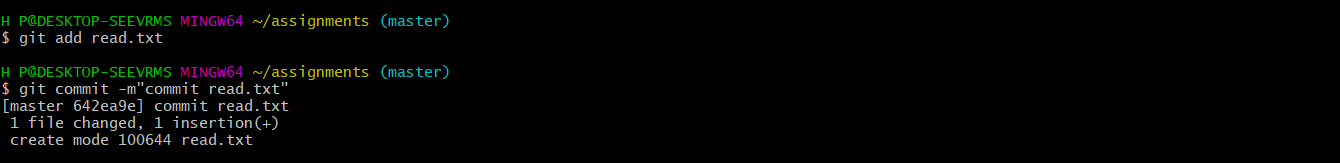 H P@DESKTOP-SEEVRMS MINGW64 ~/assignments (master)
$ git add read.txt
H P@DESKTOP-SEEVRMS MINGW64 ~/assignments (master)
$ git commit -m"commit read.txt"
[master 642ea9e] commit read.txt
 1 file changed, 1 insertion(+)
 create mode 100644 read.txt